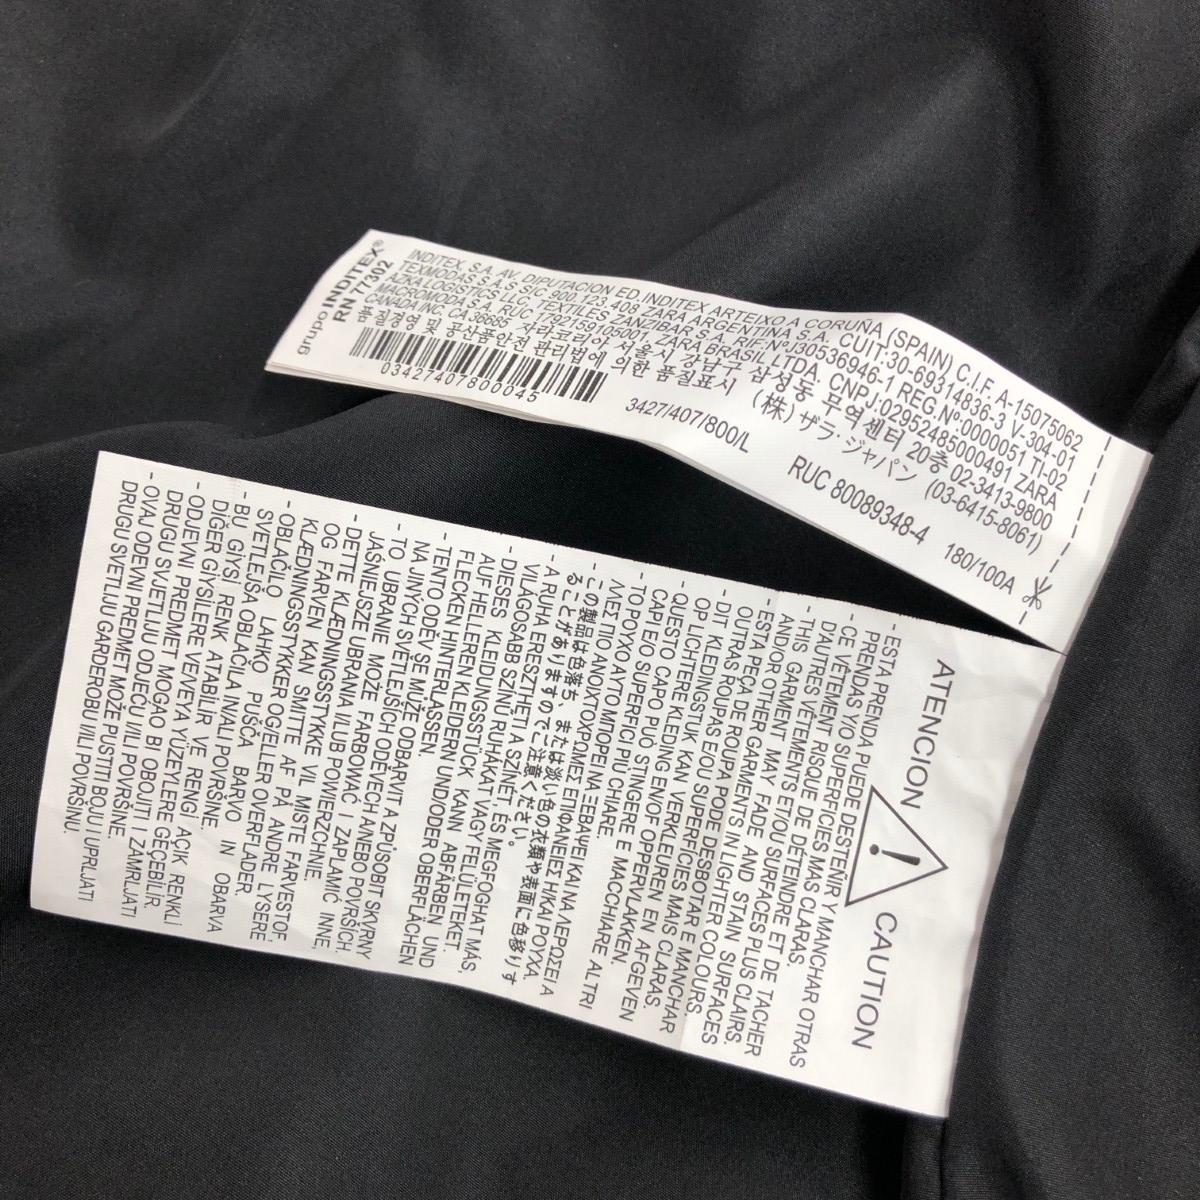 grupo INDITEX®
RN 77302
INDITEX, S.A. AV. DIPUTACION ED. INDITEX ARTEIXO A CORUÑA (SPAIN) C.I.F. A-15075062
TEXMODAS S.A.S SIC 900.123.408 ZARA ARGENTINA S.A. CUIT:30-69314836-3 V-304-01
AZKA LOGISTICS LLC, TEXTILES ZANZIBAR S.A. RIF:NºJ30536946-1 REG.Nº:0000051 TI-02
MACROMODA S.A. RUC 1792159105001 ZARA BRASIL LTDA. CNPJ:02952485000491 ZARA
CANADA INC. CA 36685 자라코리아 서울시 강남구 삼성동 무역센터 20층 02-3413-9800
품질경영 및 공산품안전 관리법에 의한 품질표시 (株) ザラ・ジャパン (03-6415-8061)
03427407800045
3427/407/800/L
RUC 80089348-4
180/100A
ATENCION
CAUTION
- ESTA PRENDA PUEDE DESTEÑIR Y MANCHAR OTRAS
PRENDAS Y/O SUPERFICIES MAS CLARAS.
- CE VÊTEMENT RISQUE DE DÉTEINDRE ET DE TACHER
D'AUTRES VÊTEMENTS ET/OU SURFACES PLUS CLAIRS.
- THIS GARMENT MAY FADE AND STAIN SURFACES
AND/OR OTHER GARMENTS IN LIGHTER COLOURS.
- ESTA PEÇA DE ROUPA PODE DESBOTAR E MANCHAR
OUTRAS ROUPAS E/OU SUPERFÍCIES MAIS CLARAS.
- DIT KLEDINGSTUK KAN VERKLEUREN EN AFGEVEN
OP LICHTERE KLEDING EN/OF OPPERVLAKKEN.
- QUESTO CAPO PUÒ STINGERE E MACCHIARE ALTRI
CAPI E/O SUPERFICI PIÙ CHIARE.
- ΤΟ ΡΟΥΧΟ ΑΥΤΟ ΜΠΟΡΕΙ ΝΑ ΞΕΒΑΨΕΙ ΚΑΙ ΝΑ ΛΕΡΩΣΕΙ ΑΛΛΕΣ ΠΙΟ ΑΝΟΙΧΤΟΧΡΩΜΕΣ ΕΠΙΦΑΝΕΙΕΣ Η/ΚΑΙ ΡΟΥΧΑ.
- この製品は色落ち、または淡い色の衣類や表面に色移りす
ることがありますのでご注意ください。
- A RUHA ERESZTHETI A SZÍNÉT, ÉS MEGFOGHAT MÁS,
VILÁGOSABB SZÍNŰ RUHÁKAT VAGY FELÜLETEKET.
- DIESES KLEIDUNGSSTÜCK KANN ABFÄRBEN UND
AUF HELLEREN KLEIDERN UND/ODER OBERFLÄCHEN
FLECKEN HINTERLASSEN.
- TENTO ODĚV SE MŮŽE ODBARVIT A ZPŮSOBIT SKVRNY
NA JINÝCH SVĚTLEJŠÍCH ODĚVECH A/NEBO POVRŠÍCH.
- TO UBRANIE MOŻE FARBOWAĆ I ZAPLAMIĆ INNE,
JAŚNIEJSZE UBRANIA I/LUB POWIERZCHNIE.
- DETTE KLÆDNINGSSTYKKE VIL MISTE FARVESTOF,
OG FARVEN KAN SMITTE AF PÅ ANDRE LYSERE
KLÆDNINGSSTYKKER OG/ELLER OVERFLADER.
- OBLAČILO LAHKO PUŠČA BARVO IN OBARVA
SVETLEJŠA OBLAČILA IN/ALI POVRŠINE.
- BU GİYSİ, RENK ATABİLİR VE RENGİ AÇIK RENKLİ
DİĞER GİYSİLERE VE/VEYA YÜZEYLERE GEÇEBİLİR.
- ODJEVNI PREDMET MOGAO BI OBOJITI I ZAMRLJATI
DRUGU SVJETLIJU ODJEĆU I/ILI POVRŠINE.
- OVAJ ODEVNI PREDMET MOŽE PUSTITI BOJU I UPRLJATI
DRUGU SVETLIJU GARDEROBU I/ILI POVRŠINU.